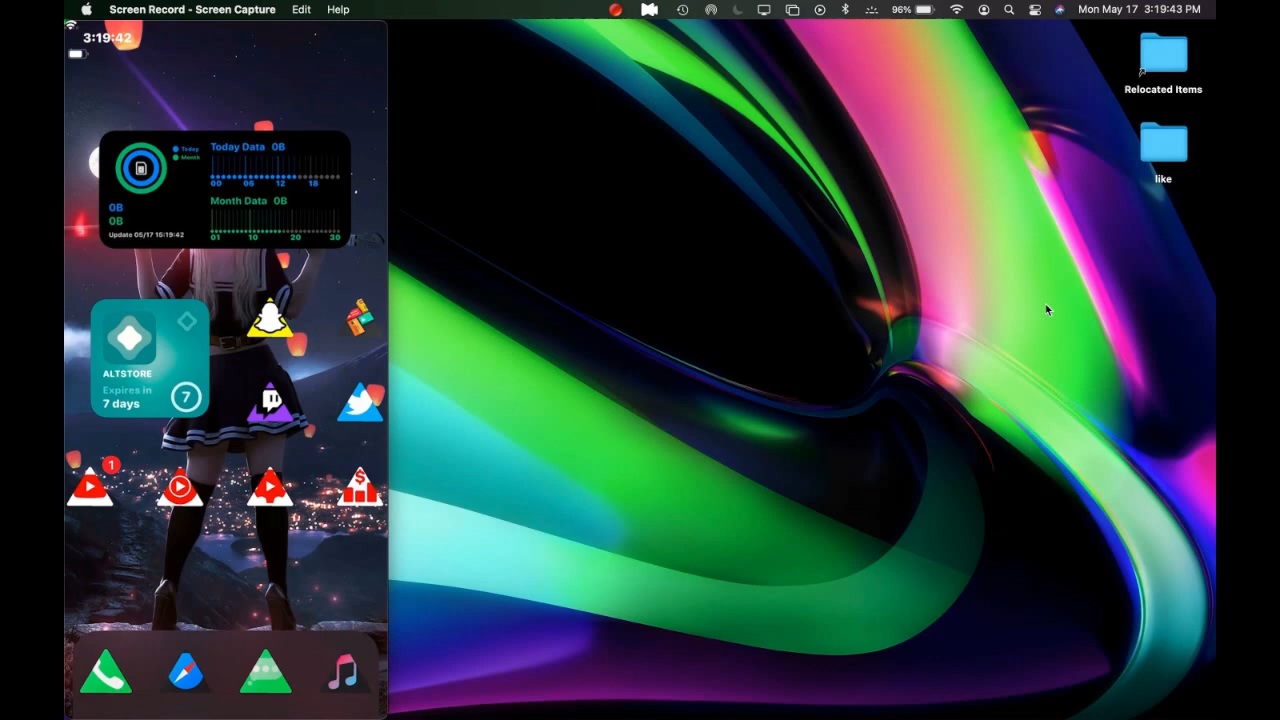 Screen Record - Screen Capture Edit Help 96% Mon May 17 3:19:43 PM
3:19:42
Relocated Items
like
Today
Month
Today Data 0B
00 06 12 18
0B
0B
Update 05/17 15:19:42
Month Data 0B
01 10 20 30
ALTSTORE
Expires in
7 days
7
1
$